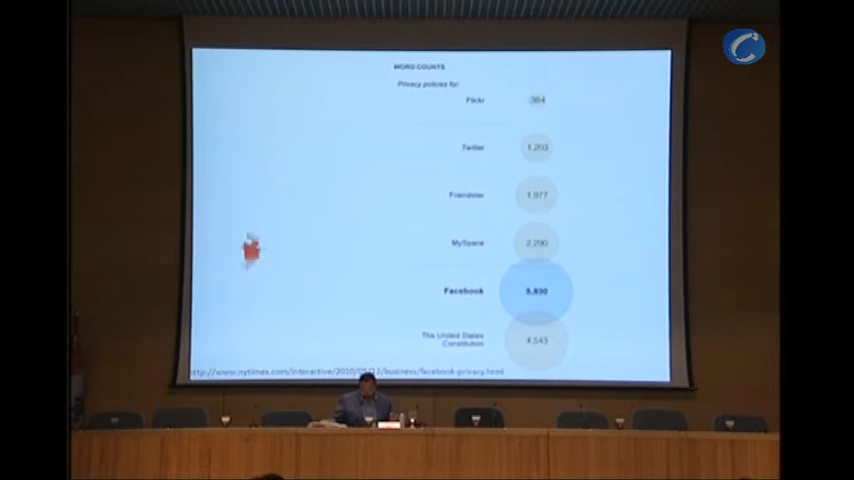 WORD COUNTS
Privacy policies for
Flickr 384
Twitter 1,203
Friendster 1,977
MySpace 2,290
Facebook 5,830
The United States
Constitution 4,543
http://www.nytimes.com/interactive/2010/05/12/business/facebook-privacy.html